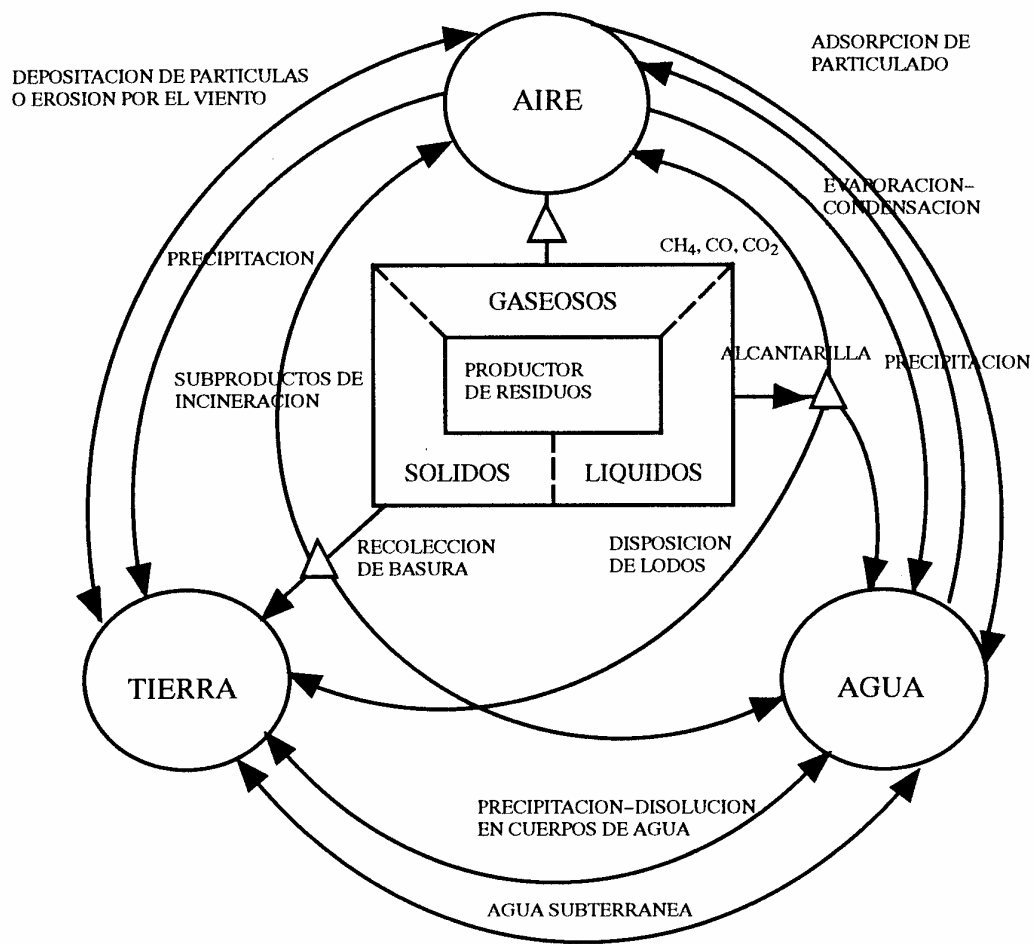 ADSORPCION DE
PARTICULADO
DEPOSITACION DE PARTICULAS
O EROSION POR EL VIENTO
AIRE
EVAPORACION-
CONDENSACION
PRECIPITACION
CH4, CO, CO2
GASEOSOS
ALCANTARILLA
PRECIPITACION
SUBPRODUCTOS DE
INCINERACION
PRODUCTOR
DE RESIDUOS
SOLIDOS
LIQUIDOS
RECOLECCION
DE BASURA
DISPOSICION
DE LODOS
TIERRA
AGUA
PRECIPITACION-DISOLUCION
EN CUERPOS DE AGUA
AGUA SUBTERRANEA